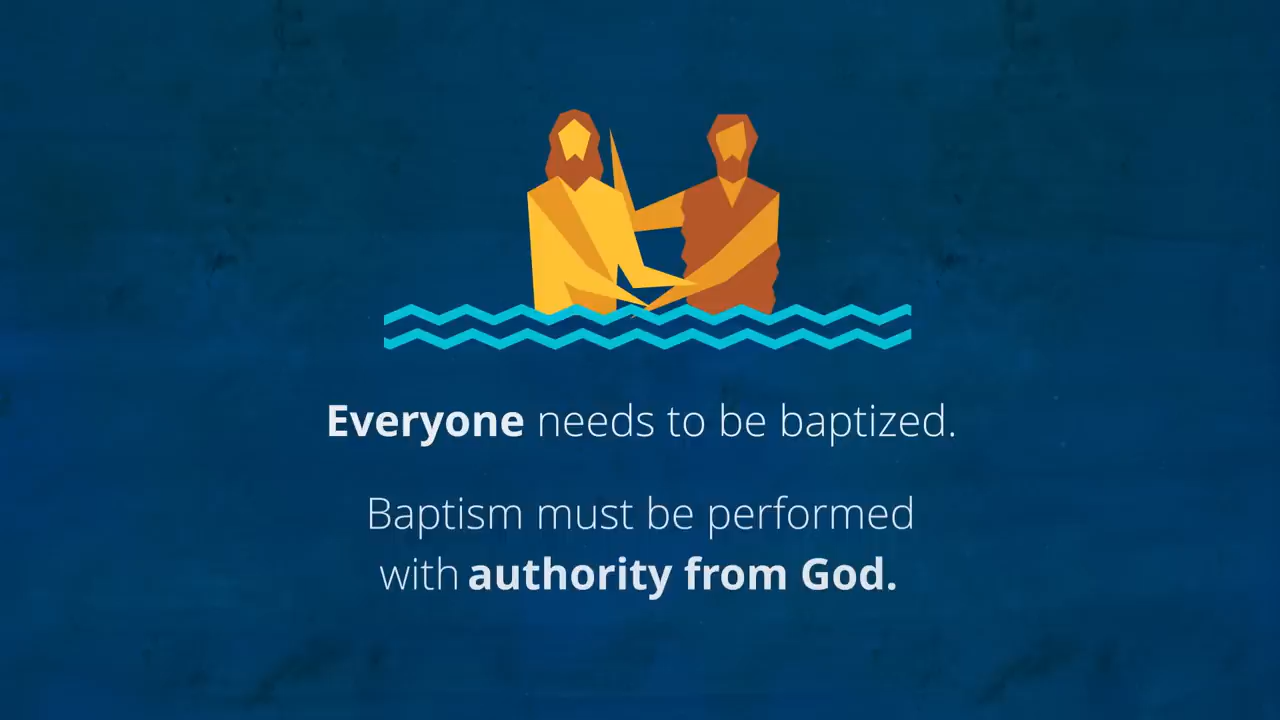 Everyone needs to be baptized.
Baptism must be performed
with authority from God.